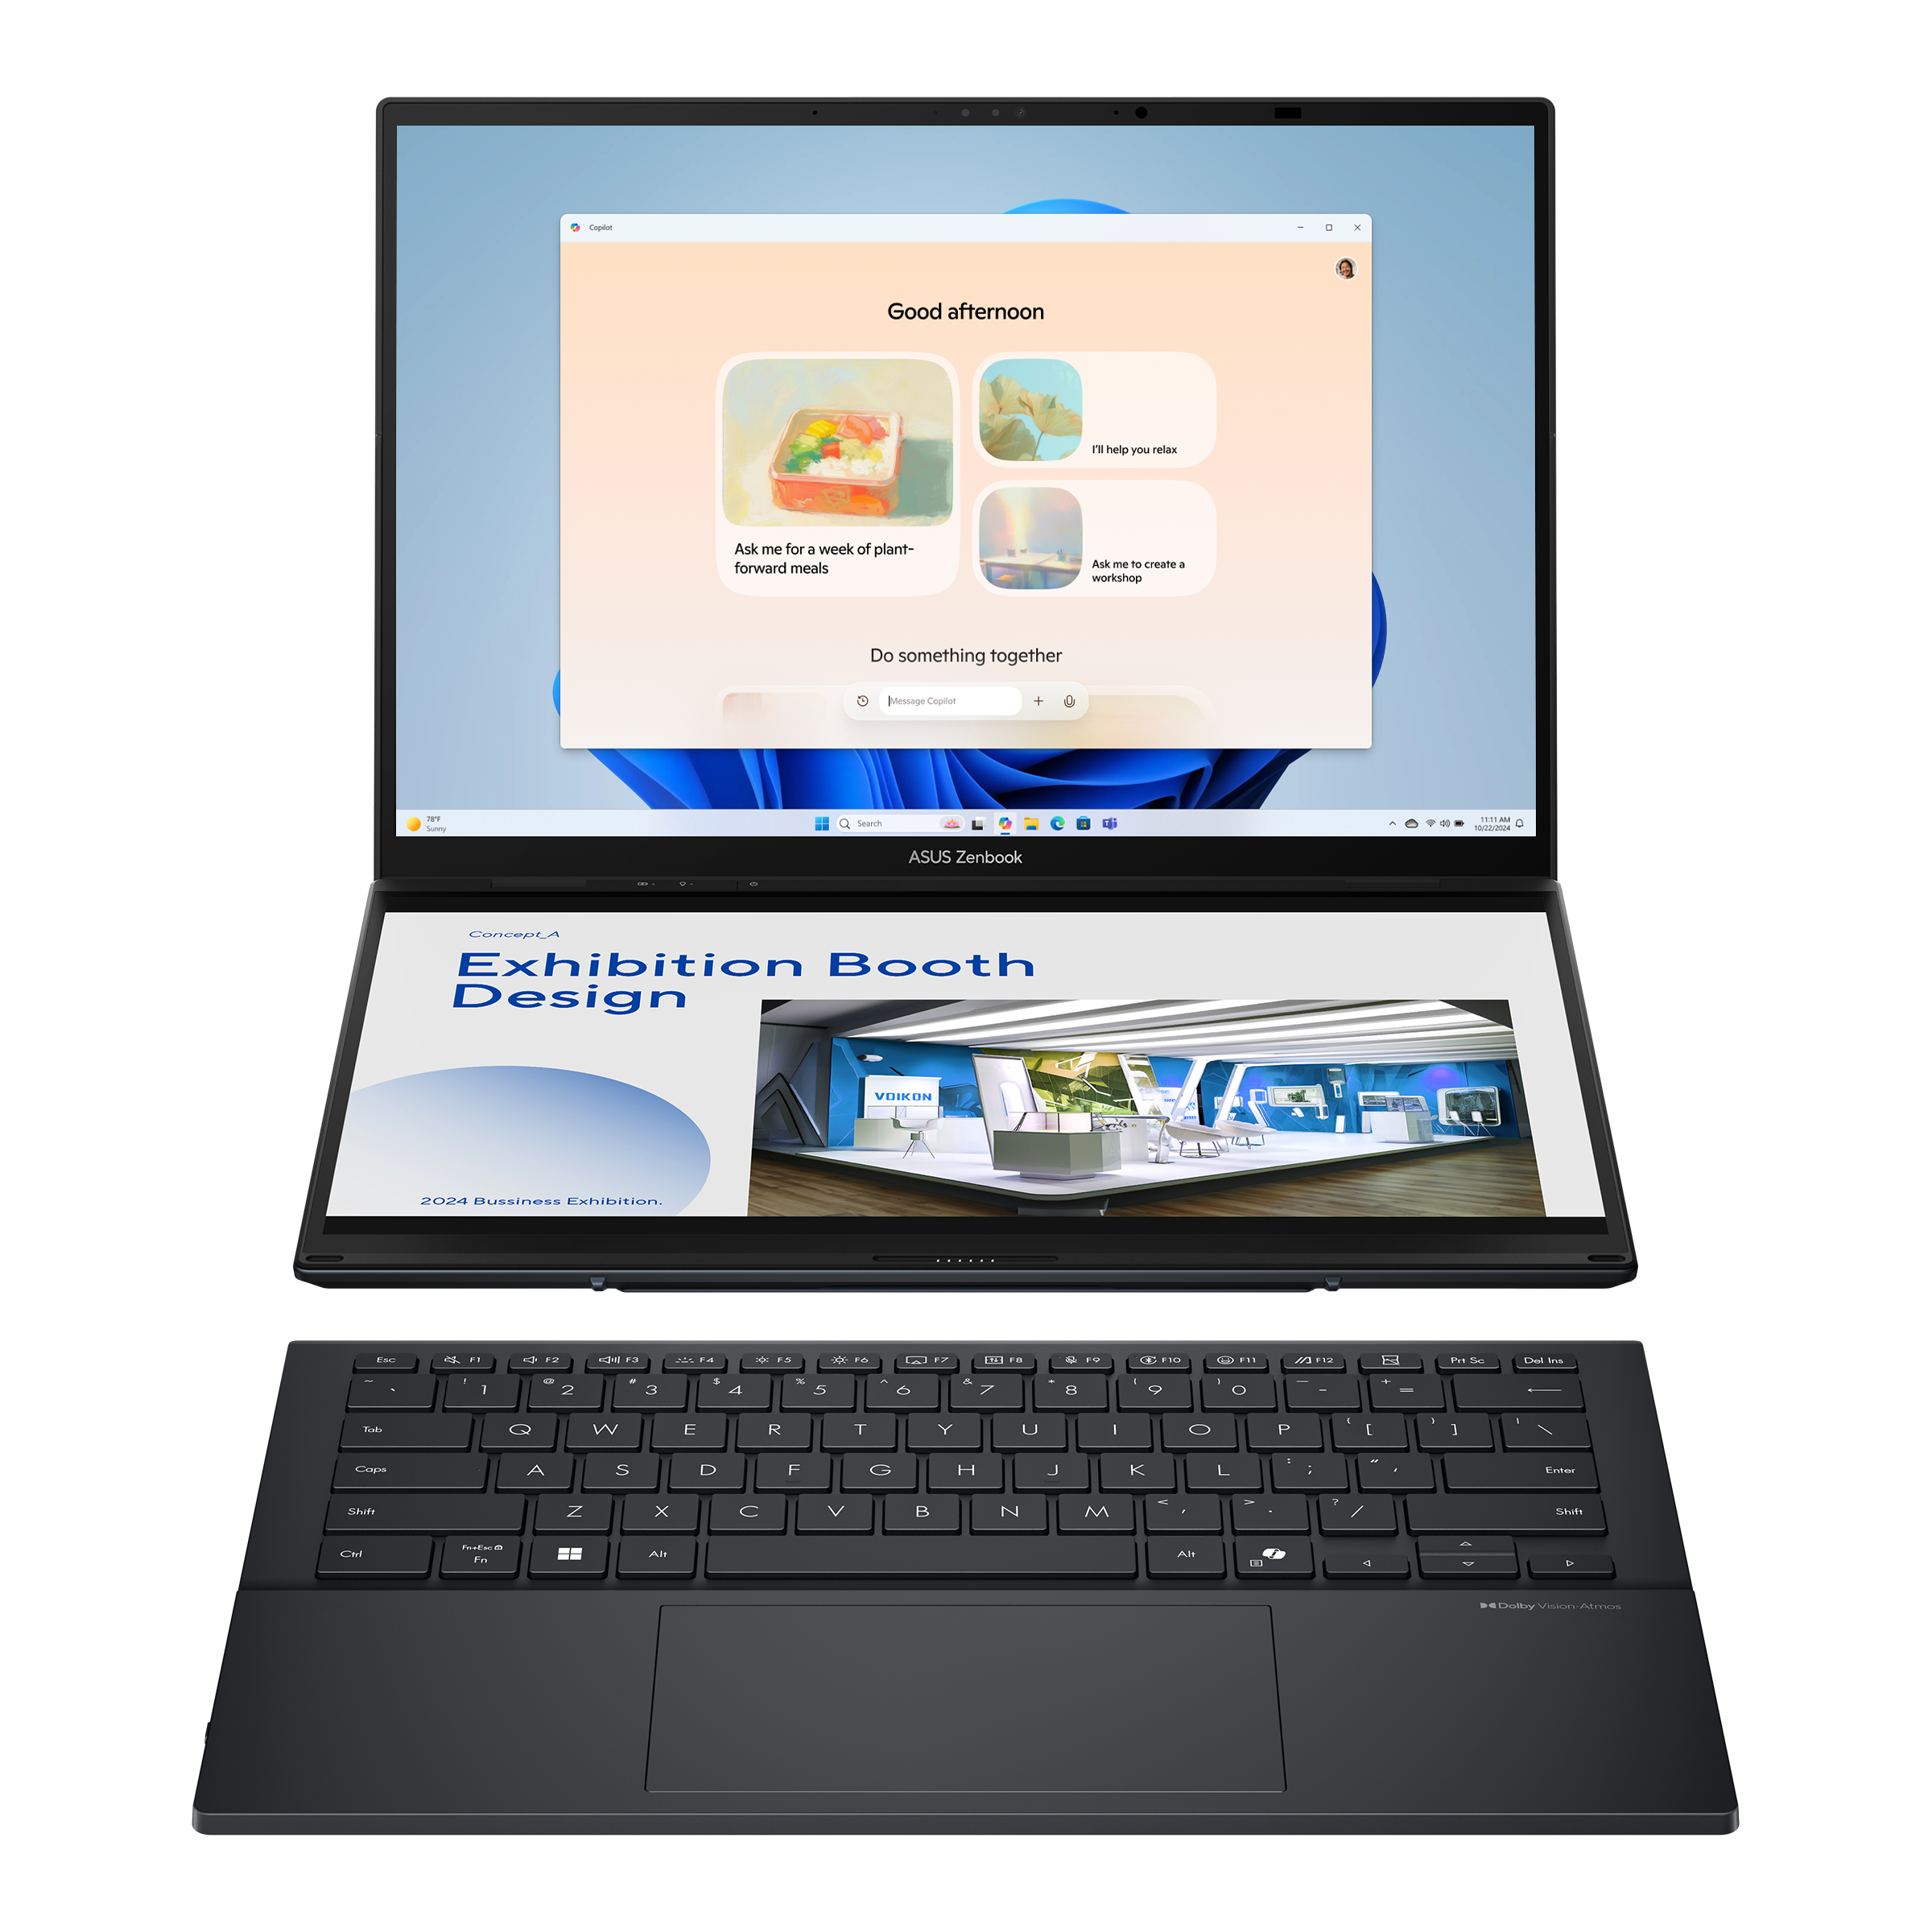 Copilot
Good afternoon
Ask me for a week of plant-
forward meals
I'll help you relax
Ask me to create a
workshop
Do something together
Message Copilot
78°F
Sunny
Search
11:11 AM
10/22/2024
ASUS Zenbook
Concept_A
Exhibition Booth
Design
VOIKON
2024 Bussiness Exhibition.
Esc F1 F2 F3 F4 F5 F6 F7 F8 F9 F10 F11 F12 Prt Sc Del Ins
~ ` ! 1 @ 2 # 3 $ 4 % 5 ^ 6 & 7 * 8 ( 9 ) 0 — - + =
Tab Q W E R T Y U I O P { [ } ] | \
Caps A S D F G H J K L : ; " ' Enter
Shift Z X C V B N M < , > . ? / Shift
Ctrl Fn+Esc Fn Alt Alt
Dolby Vision·Atmos